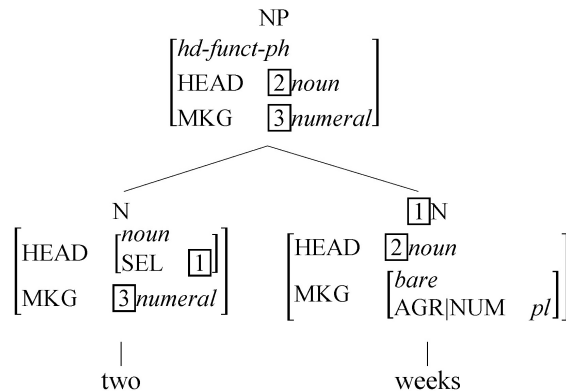 NP
hd-funct-ph
HEAD 2 noun
MKG 3 numeral
N 1 N
HEAD noun SEL 1 HEAD 2 noun
MKG 3 numeral MKG bare AGR|NUM pl
two weeks